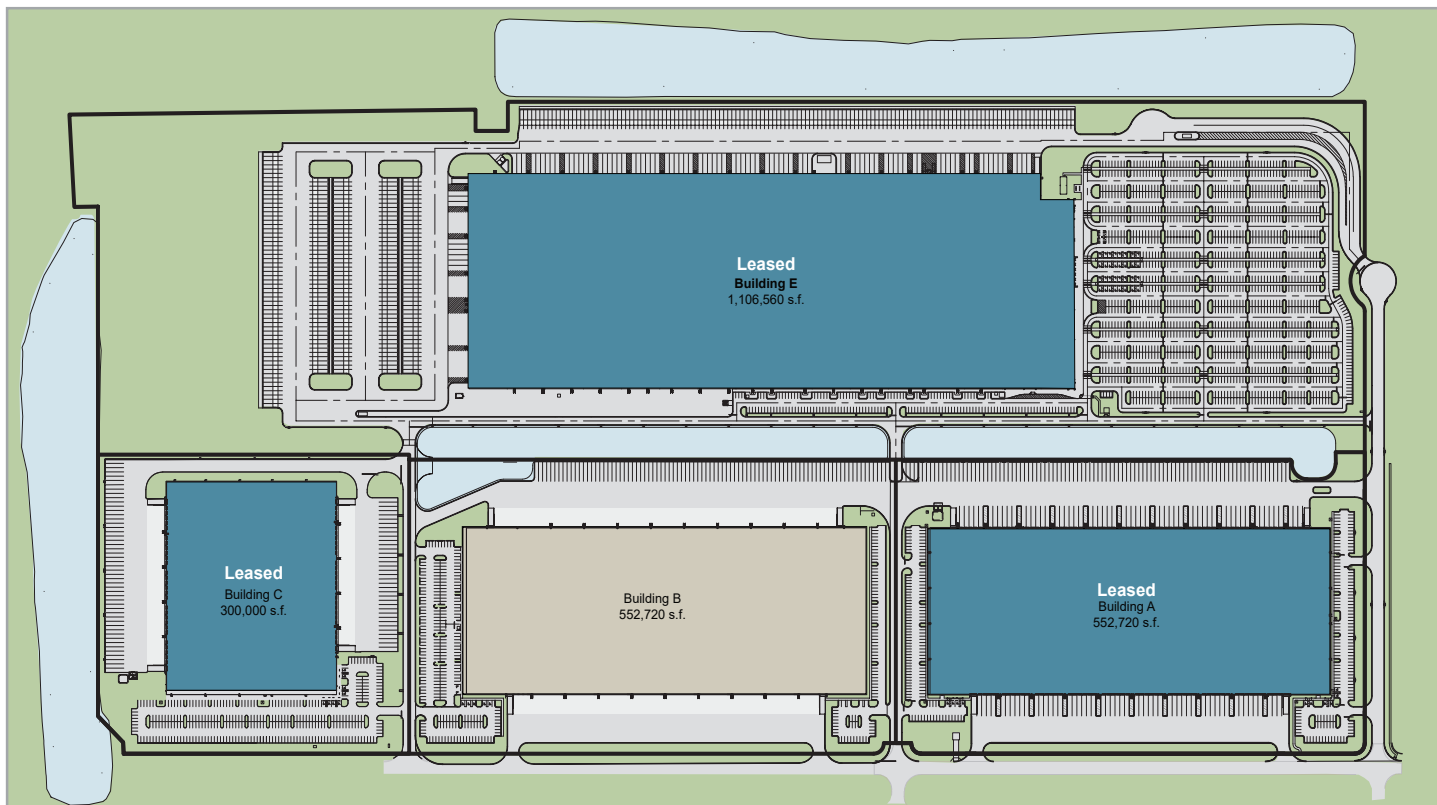 Leased
Building E
1,106,560 s.f.
Leased
Building C
300,000 s.f.
Building B
552,720 s.f.
Leased
Building A
552,720 s.f.